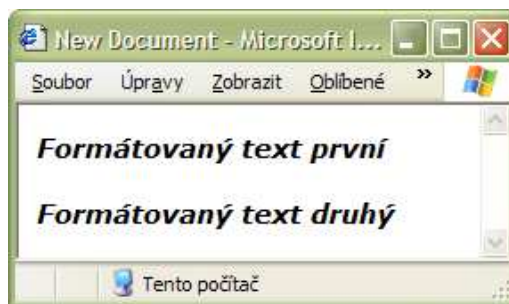 New Document - Microsoft I...
Soubor Úpravy Zobrazit Oblíbené »
Formátovaný text první
Formátovaný text druhý
Tento počítač